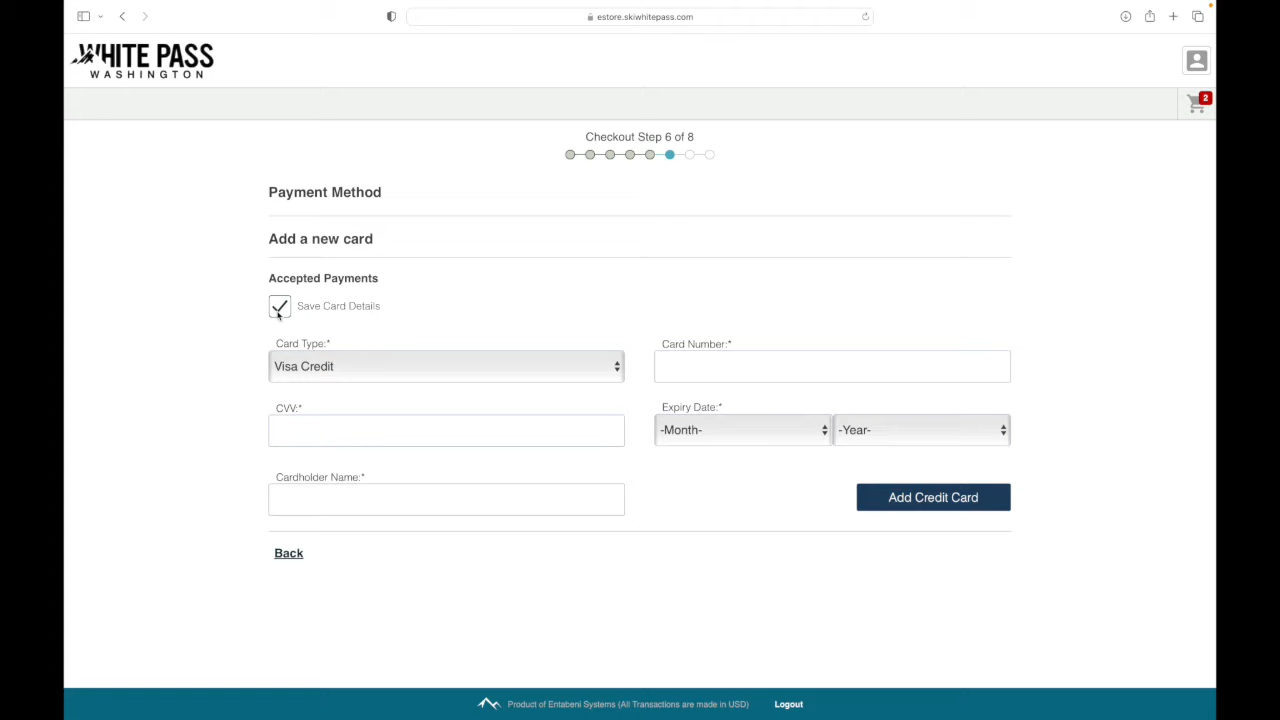 estore.skiwhitepass.com
WHITE PASS
WASHINGTON
2
Checkout Step 6 of 8
Payment Method
Add a new card
Accepted Payments
Save Card Details
Card Type:*
Card Number:*
Visa Credit
CVV:*
Expiry Date:*
-Month-
-Year-
Cardholder Name:*
Add Credit Card
Back
Product of Entabeni Systems (All Transactions are made in USD)
Logout